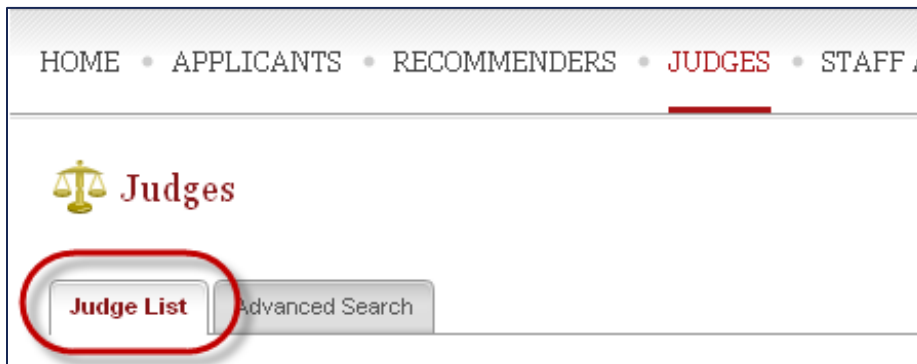 HOME • APPLICANTS • RECOMMENDERS • JUDGES • STAFF
Judges
Judge List Advanced Search